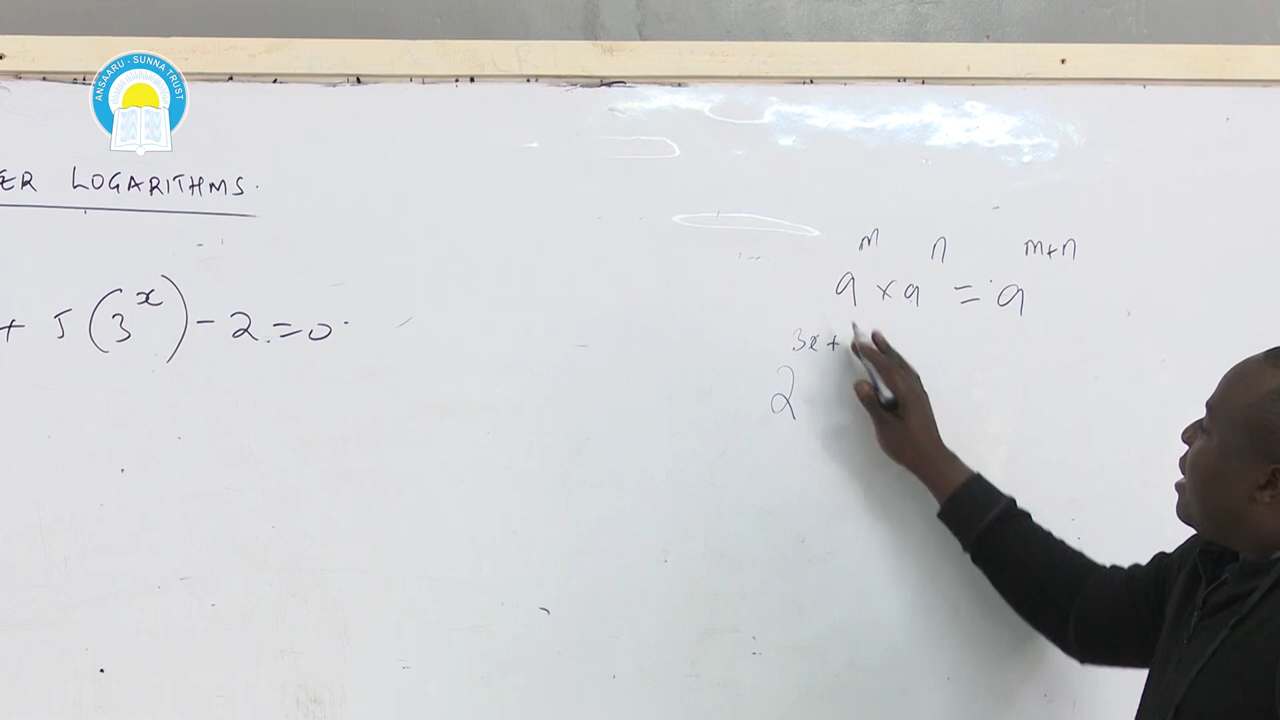 ANSAARU - SUNNA TRUST
ER LOGARITHMS.
+ 5(3^x) - 2 = 0
a^m × a^n = a^(m+n)
2^(3x+